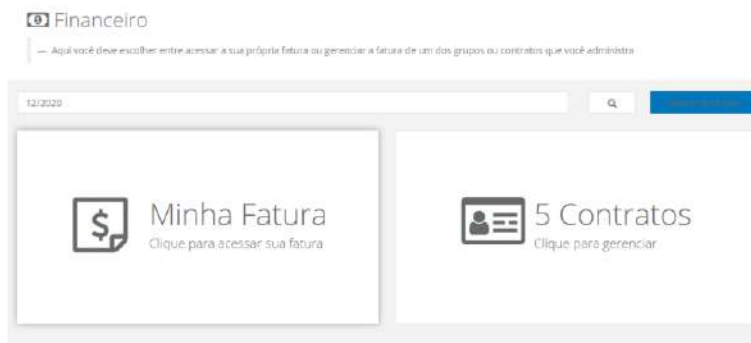 Financeiro
— Aqui você deve escolher entre acessar a sua própria fatura ou gerenciar a fatura de um dos grupos ou contratos que você administra
12/2020
Minha Fatura
Clique para acessar sua fatura
5 Contratos
Clique para gerenciar